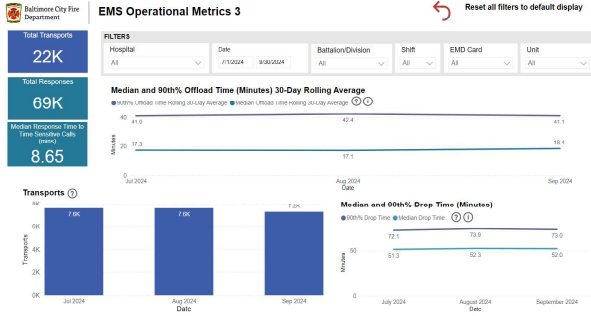 Baltimore City Fire
Department
EMS Operational Metrics 3
Reset all filters to default display
Total Transports
22K
Total Responses
69K
Median Response Time to
Time Sensitive Calls
(mins)
8.65
FILTERS
Hospital
All
Date
7/1/2024 9/30/2024
Battalion/Division
All
Shift
All
EMD Card
All
Unit
All
Median and 90th% Offload Time (Minutes) 30-Day Rolling Average
90th% Offload Time Rolling 30-Day Average Median Offload Time Rolling 30-Day Average
Minutes
40
20
0
41.0
42.4
41.1
17.3
17.1
Jul 2024
Aug 2024
Sep 2024
Date
Transports
Transports
6K
4K
2K
0K
7.6K
7.6K
7.2K
Jul 2024
Aug 2024
Sep 2024
Date
Median and 90th% Drop Time (Minutes)
90th% Drop Time Median Drop Time
Minutes
50
0
72.1
73.9
73.0
51.3
52.3
52.0
July 2024
August 2024
September 2024
Date